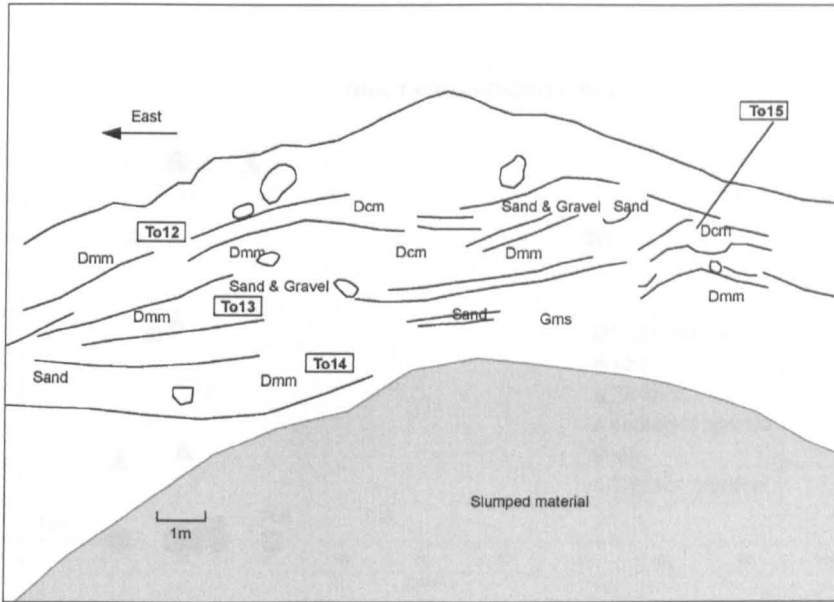 East
To15
Dcm
Sand & Gravel
Sand
To12
Dcm
Dmm
Dmm
Dcm
Dmm
Sand & Gravel
Dmm
To13
Dmm
Sand
Gms
To14
Sand
Dmm
Slumped material
1m